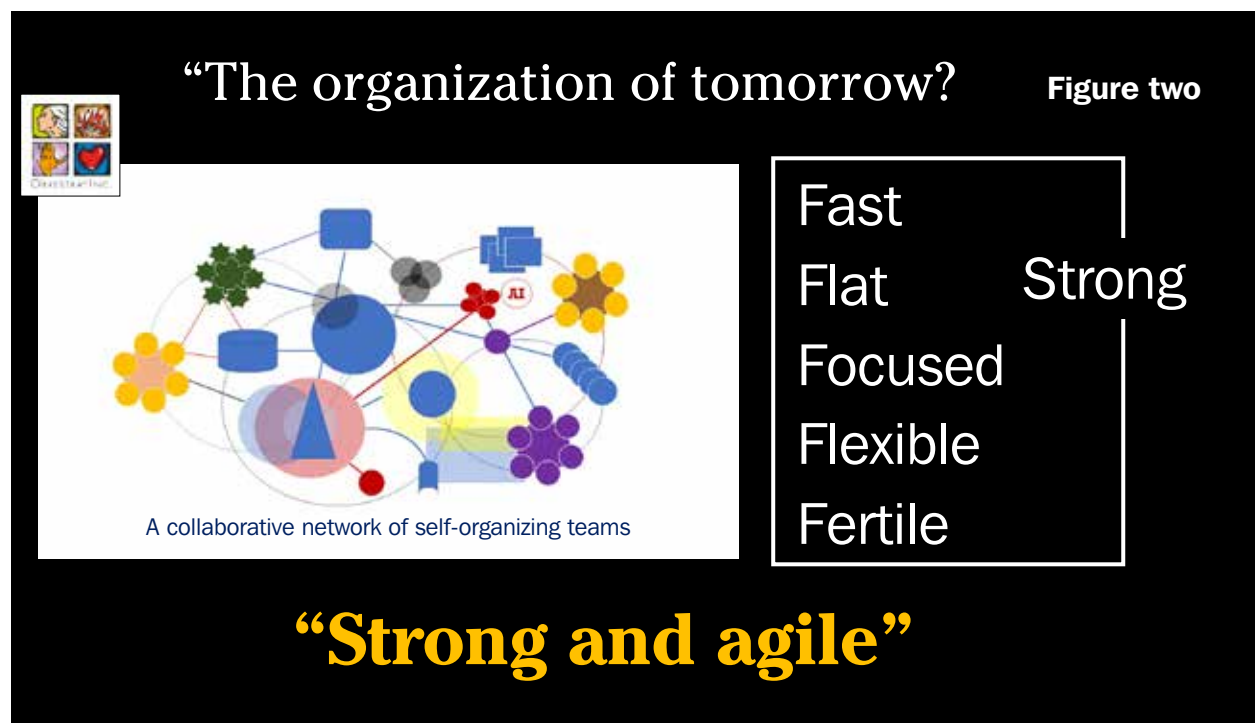 “The organization of tomorrow?
Figure two
AI
A collaborative network of self-organizing teams
Fast
Flat
Strong
Focused
Flexible
Fertile
“Strong and agile”